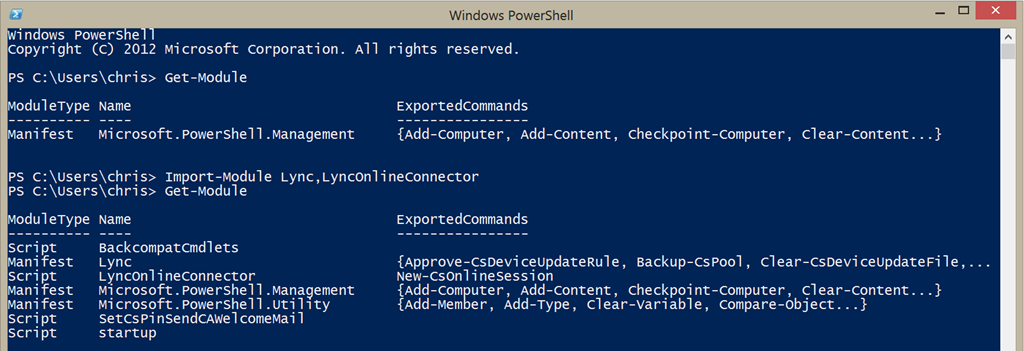 Windows PowerShell
Windows PowerShell
Copyright (C) 2012 Microsoft Corporation. All rights reserved.
PS C:\Users\chris> Get-Module
ModuleType Name                                ExportedCommands
---------- ----                                ----------------
Manifest   Microsoft.PowerShell.Management     {Add-Computer, Add-Content, Checkpoint-Computer, Clear-Content...}
PS C:\Users\chris> Import-Module Lync,LyncOnlineConnector
PS C:\Users\chris> Get-Module
ModuleType Name                                ExportedCommands
---------- ----                                ----------------
Script     BackcompatCmdlets
Manifest   Lync                                {Approve-CsDeviceUpdateRule, Backup-CsPool, Clear-CsDeviceUpdateFile,...
Script     LyncOnlineConnector                 New-CsOnlineSession
Manifest   Microsoft.PowerShell.Management     {Add-Computer, Add-Content, Checkpoint-Computer, Clear-Content...}
Manifest   Microsoft.PowerShell.Utility        {Add-Member, Add-Type, Clear-Variable, Compare-Object...}
Script     SetCsPinSendCAWelcomeMail
Script     startup